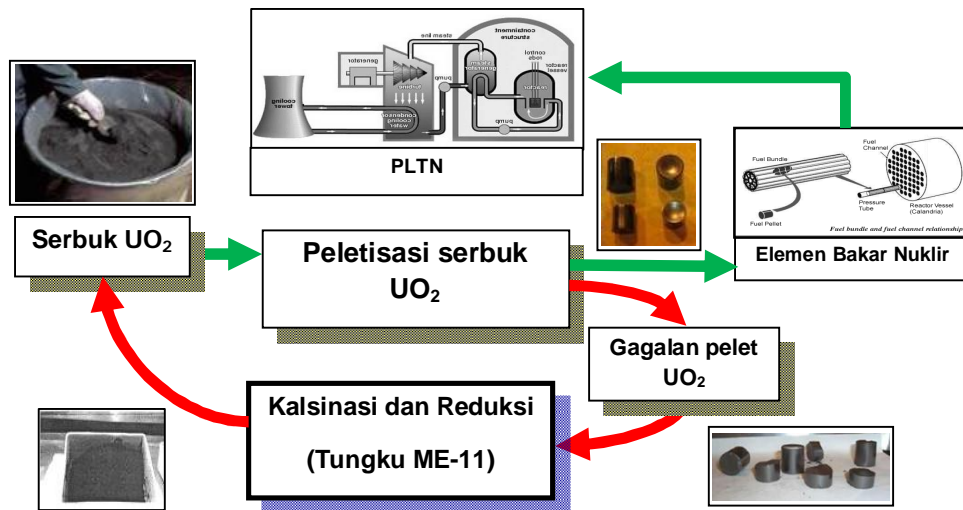 containment
structure
steam line
control
rods
reactor
vessel
steam
generator
reactor
pump
pump
generator
turbine
cooling
tower
condensor
cooling
water
PLTN
Fuel
Channel
Fuel Bundle
Fuel Pellet
Pressure
Tube
Reactor Vessel
(Calandria)
Fuel bundle and fuel channel relationship
Elemen Bakar Nuklir
Serbuk UO₂
Peletisasi serbuk
UO₂
Gagalan pelet
UO₂
Kalsinasi dan Reduksi
(Tungku ME-11)